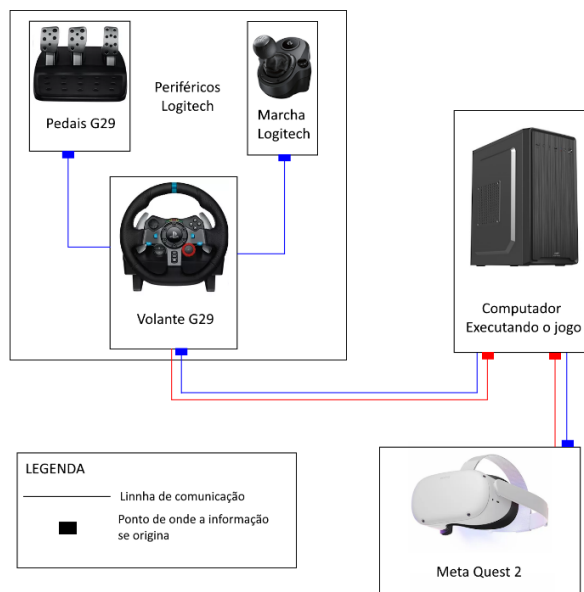 Pedais G29
Periféricos
Logitech
Marcha
Logitech
Volante G29
Computador
Executando o jogo
LEGENDA
Linnha de comunicação
Ponto de onde a informação
se origina
Meta Quest 2